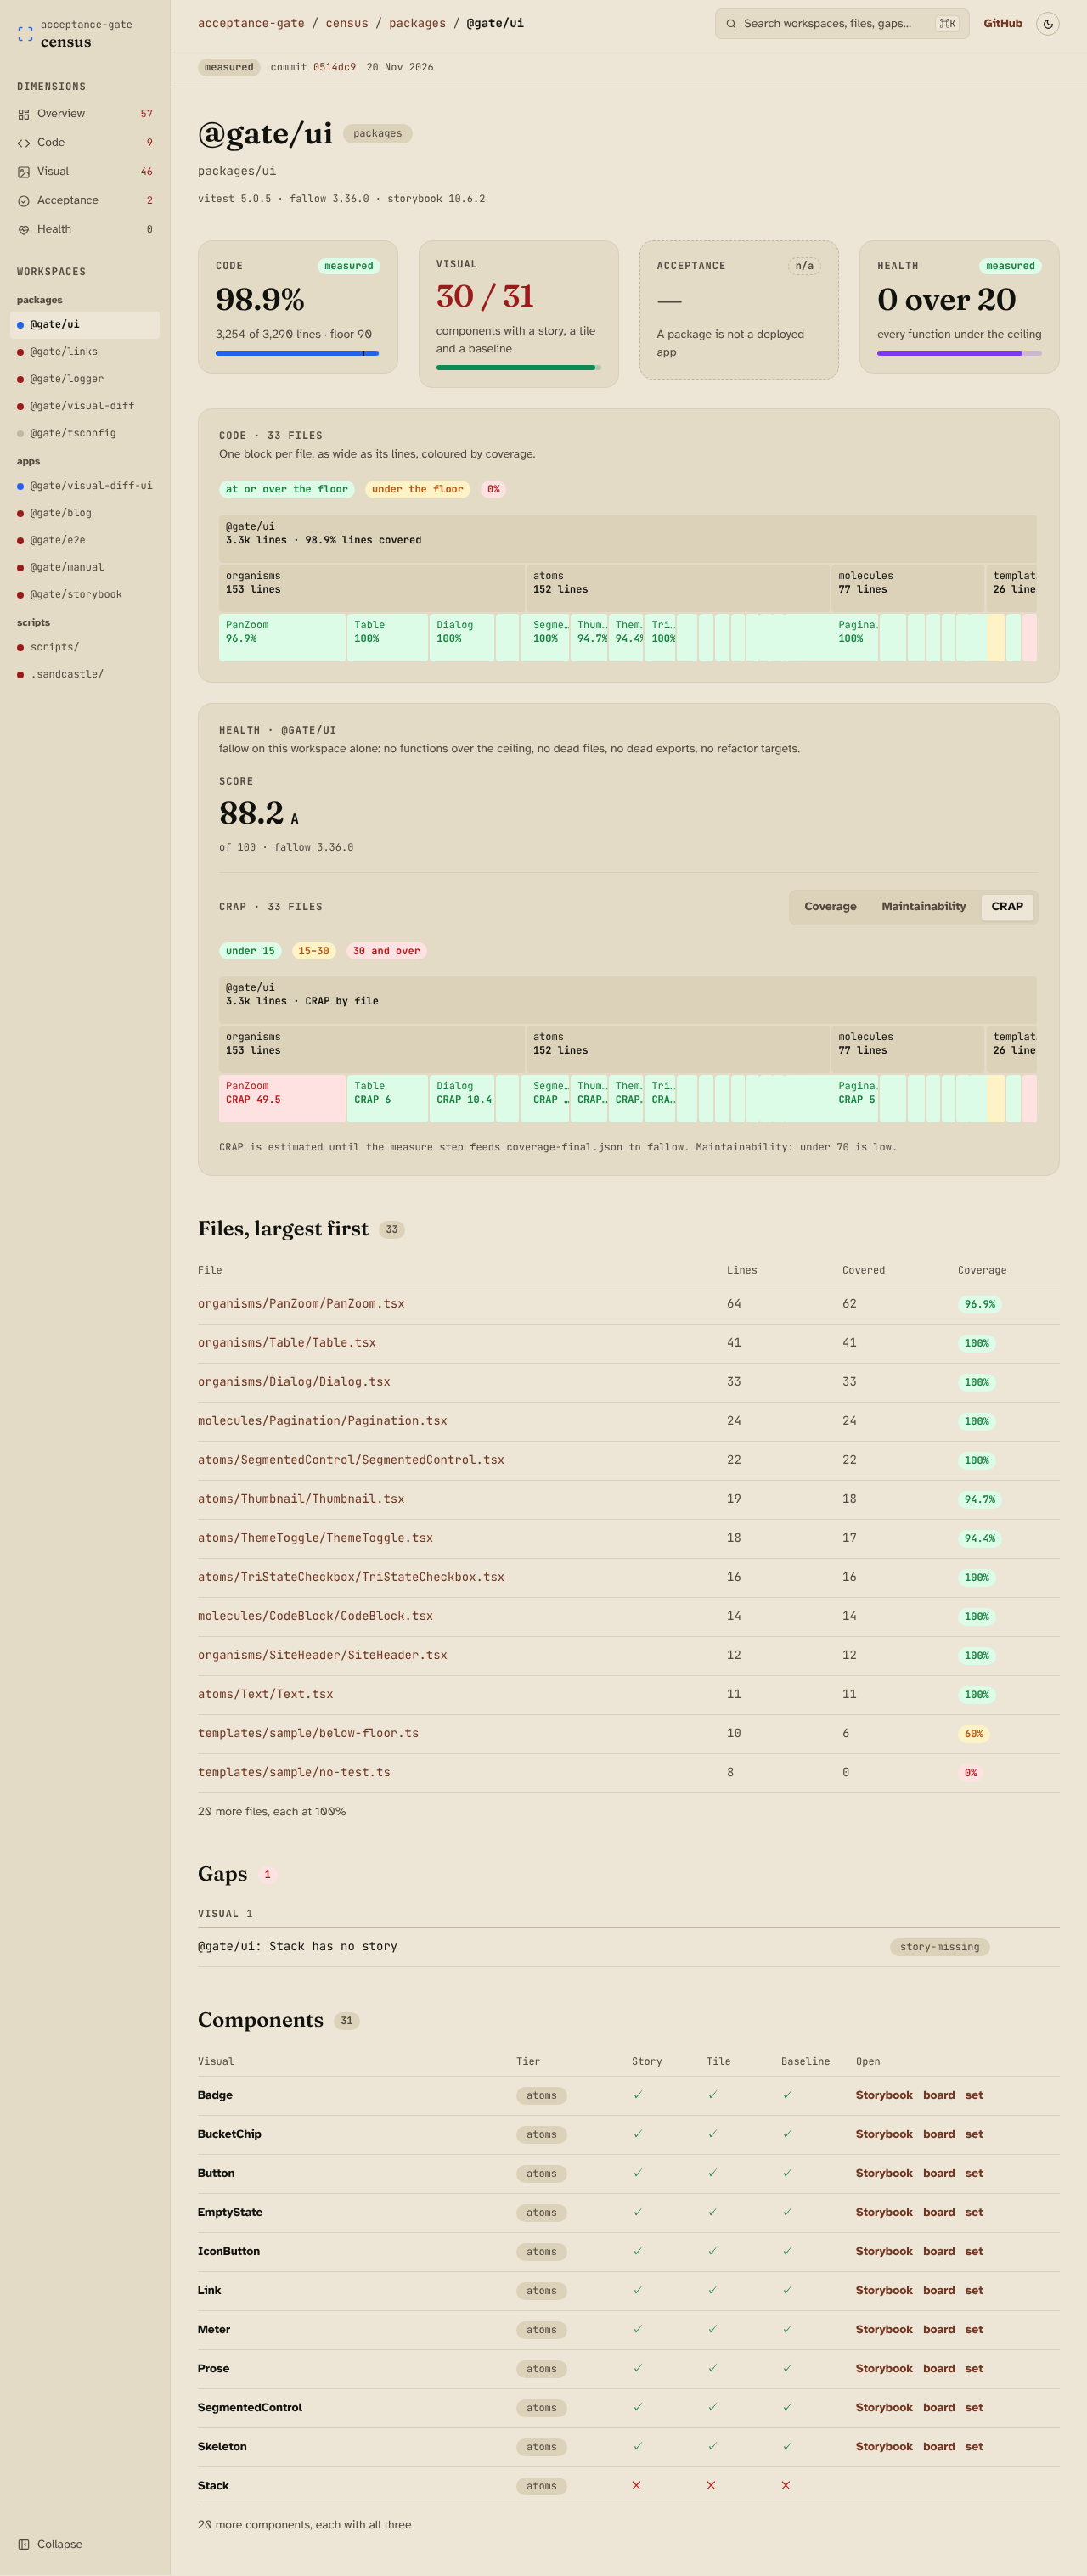 acceptance-gate
census
DIMENSIONS
Overview 57
Code 9
Visual 46
Acceptance 2
Health 0
WORKSPACES
packages
@gate/ui
@gate/links
@gate/logger
@gate/visual-diff
@gate/tsconfig
apps
@gate/visual-diff-ui
@gate/blog
@gate/e2e
@gate/manual
@gate/storybook
scripts
scripts/
.sandcastle/
Collapse
acceptance-gate / census / packages / @gate/ui
Search workspaces, files, gaps... ⌘K GitHub
measured commit 0514dc9 20 Nov 2026
@gate/ui packages
packages/ui
vitest 5.0.5 · fallow 3.36.0 · storybook 10.6.2
CODE measured
98.9%
3,254 of 3,290 lines · floor 90
VISUAL
30 / 31
components with a story, a tile
and a baseline
ACCEPTANCE n/a
—
A package is not a deployed
app
HEALTH measured
0 over 20
every function under the ceiling
CODE · 33 FILES
One block per file, as wide as its lines, coloured by coverage.
at or over the floor under the floor 0%
@gate/ui
3.3k lines · 98.9% lines covered
organisms atoms molecules templat
153 lines 152 lines 77 lines 26 line
PanZoom Table Dialog Segme… Thum… Them… Tri… Pagina…
96.9% 100% 100% 100% 94.7% 94.4% 100% 100%
HEALTH · @GATE/UI
fallow on this workspace alone: no functions over the ceiling, no dead files, no dead exports, no refactor targets.
SCORE
88.2 A
of 100 · fallow 3.36.0
CRAP · 33 FILES Coverage Maintainability CRAP
under 15 15–30 30 and over
@gate/ui
3.3k lines · CRAP by file
organisms atoms molecules templat
153 lines 152 lines 77 lines 26 line
PanZoom Table Dialog Segme… Thum… Them… Tri… Pagina…
CRAP 49.5 CRAP 6 CRAP 10.4 CRAP … CRAP… CRAP… CRA… CRAP 5
CRAP is estimated until the measure step feeds coverage-final.json to fallow. Maintainability: under 70 is low.
Files, largest first 33
File Lines Covered Coverage
organisms/PanZoom/PanZoom.tsx 64 62 96.9%
organisms/Table/Table.tsx 41 41 100%
organisms/Dialog/Dialog.tsx 33 33 100%
molecules/Pagination/Pagination.tsx 24 24 100%
atoms/SegmentedControl/SegmentedControl.tsx 22 22 100%
atoms/Thumbnail/Thumbnail.tsx 19 18 94.7%
atoms/ThemeToggle/ThemeToggle.tsx 18 17 94.4%
atoms/TriStateCheckbox/TriStateCheckbox.tsx 16 16 100%
molecules/CodeBlock/CodeBlock.tsx 14 14 100%
organisms/SiteHeader/SiteHeader.tsx 12 12 100%
atoms/Text/Text.tsx 11 11 100%
templates/sample/below-floor.ts 10 6 60%
templates/sample/no-test.ts 8 0 0%
20 more files, each at 100%
Gaps 1
VISUAL 1
@gate/ui: Stack has no story story-missing
Components 31
Visual Tier Story Tile Baseline Open
Badge atoms ✓ ✓ ✓ Storybook board set
BucketChip atoms ✓ ✓ ✓ Storybook board set
Button atoms ✓ ✓ ✓ Storybook board set
EmptyState atoms ✓ ✓ ✓ Storybook board set
IconButton atoms ✓ ✓ ✓ Storybook board set
Link atoms ✓ ✓ ✓ Storybook board set
Meter atoms ✓ ✓ ✓ Storybook board set
Prose atoms ✓ ✓ ✓ Storybook board set
SegmentedControl atoms ✓ ✓ ✓ Storybook board set
Skeleton atoms ✓ ✓ ✓ Storybook board set
Stack atoms × × ×
20 more components, each with all three